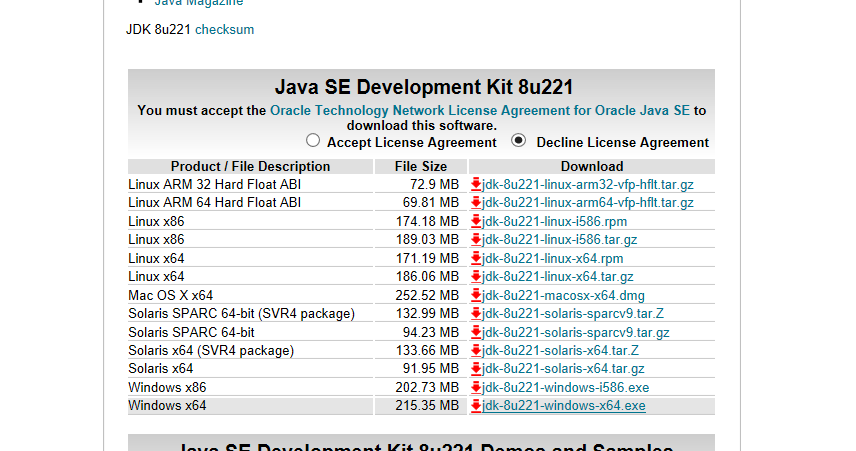 Java Magazine
JDK 8u221 checksum
Java SE Development Kit 8u221
You must accept the Oracle Technology Network License Agreement for Oracle Java SE to
download this software.
Accept License Agreement Decline License Agreement
Product / File Description File Size Download
Linux ARM 32 Hard Float ABI 72.9 MB jdk-8u221-linux-arm32-vfp-hflt.tar.gz
Linux ARM 64 Hard Float ABI 69.81 MB jdk-8u221-linux-arm64-vfp-hflt.tar.gz
Linux x86 174.18 MB jdk-8u221-linux-i586.rpm
Linux x86 189.03 MB jdk-8u221-linux-i586.tar.gz
Linux x64 171.19 MB jdk-8u221-linux-x64.rpm
Linux x64 186.06 MB jdk-8u221-linux-x64.tar.gz
Mac OS X x64 252.52 MB jdk-8u221-macosx-x64.dmg
Solaris SPARC 64-bit (SVR4 package) 132.99 MB jdk-8u221-solaris-sparcv9.tar.Z
Solaris SPARC 64-bit 94.23 MB jdk-8u221-solaris-sparcv9.tar.gz
Solaris x64 (SVR4 package) 133.66 MB jdk-8u221-solaris-x64.tar.Z
Solaris x64 91.95 MB jdk-8u221-solaris-x64.tar.gz
Windows x86 202.73 MB jdk-8u221-windows-i586.exe
Windows x64 215.35 MB jdk-8u221-windows-x64.exe
Java SE Development Kit 8u221 Demos and Samples